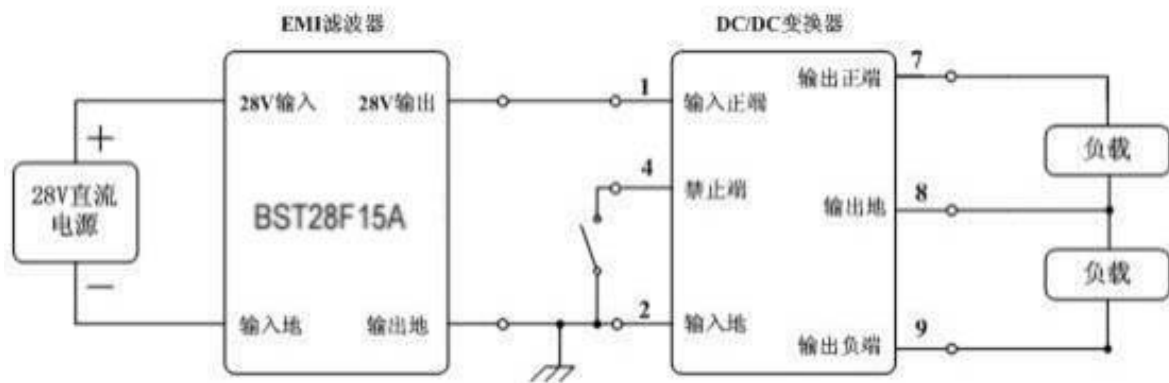 EMI滤波器
DC/DC变换器
28V输入
28V输出
1
输入正端
输出正端
7
+
28V直流
电源
−
BST28F15A
4
禁止端
输出地
8
负载
负载
输入地
输出地
2
输入地
输出负端
9